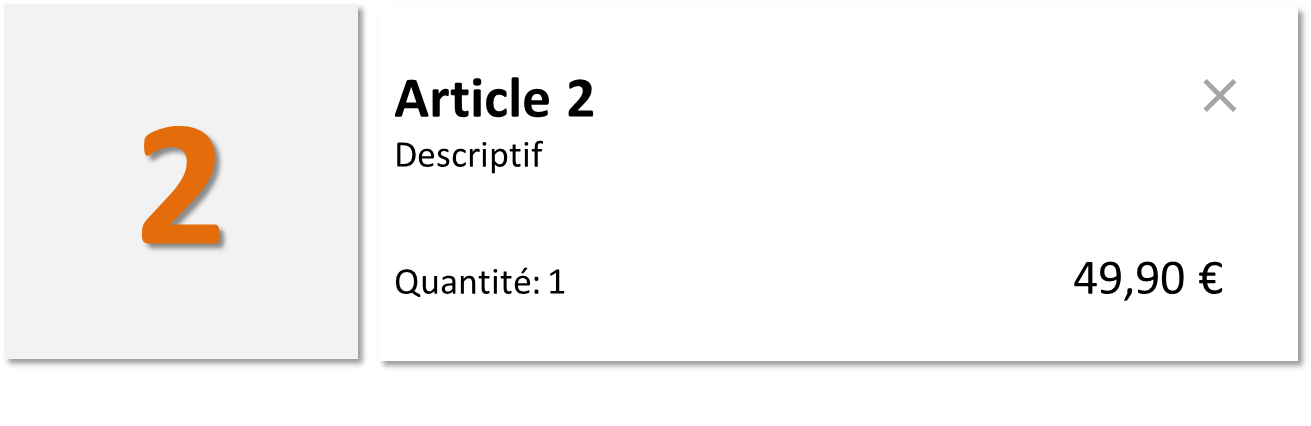 2
Article 2
Descriptif
Quantité: 1
49,90 €